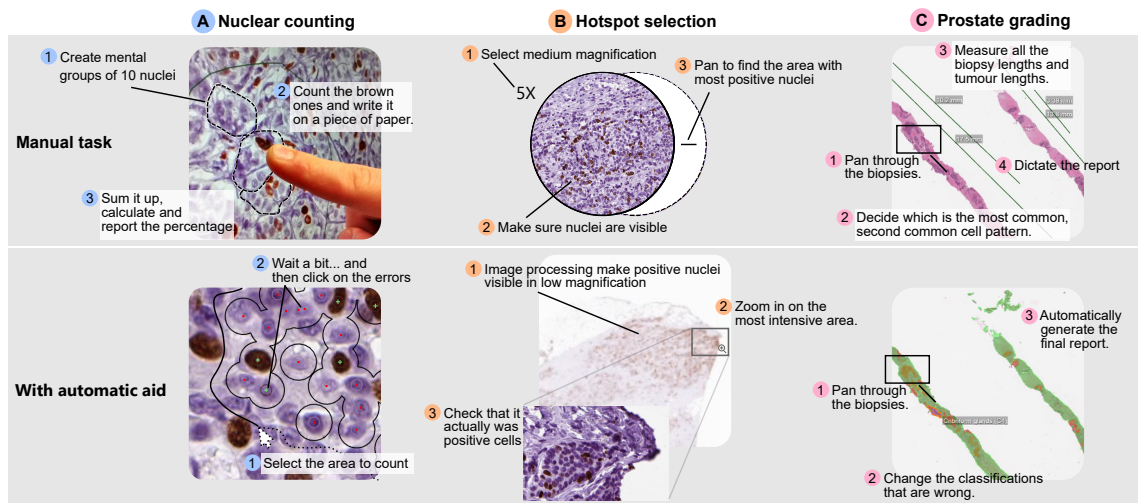 A Nuclear counting
B Hotspot selection
C Prostate grading
Manual task
1 Create mental
groups of 10 nuclei
2 Count the brown
ones and write it
on a piece of paper.
3 Sum it up,
calculate and
report the percentage
1 Select medium magnification
5X
3 Pan to find the area with
most positive nuclei
2 Make sure nuclei are visible
3 Measure all the
biopsy lengths and
tumour lengths.
1 Pan through
the biopsies.
4 Dictate the report
2 Decide which is the most common,
second common cell pattern.
With automatic aid
2 Wait a bit... and
then click on the errors
1 Select the area to count
1 Image processing make positive nuclei
visible in low magnification
2 Zoom in on the
most intensive area.
3 Check that it
actually was
positive cells
3 Automatically
generate the
final report.
1 Pan through
the biopsies.
2 Change the classifications
that are wrong.